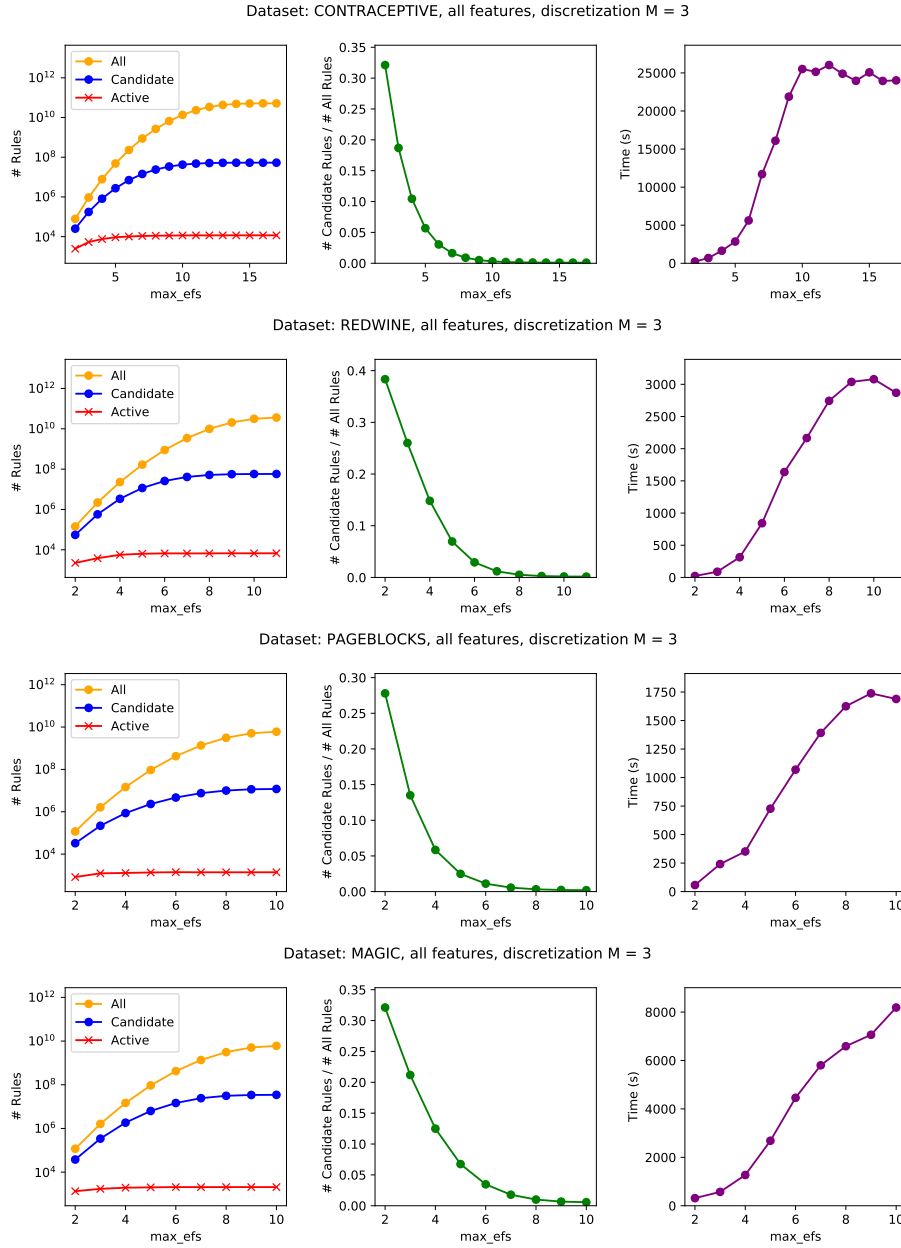 Dataset: CONTRACEPTIVE, all features, discretization M = 3
# Rules
10^12
10^10
10^8
10^6
10^4
All
Candidate
Active
5 10 15
max_efs
# Candidate Rules / # All Rules
0.35
0.30
0.25
0.20
0.15
0.10
0.05
0.00
5 10 15
max_efs
Time (s)
25000
20000
15000
10000
5000
0
5 10 15
max_efs
Dataset: REDWINE, all features, discretization M = 3
# Rules
10^12
10^10
10^8
10^6
10^4
All
Candidate
Active
2 4 6 8 10
max_efs
# Candidate Rules / # All Rules
0.4
0.3
0.2
0.1
0.0
2 4 6 8 10
max_efs
Time (s)
3000
2500
2000
1500
1000
500
0
2 4 6 8 10
max_efs
Dataset: PAGEBLOCKS, all features, discretization M = 3
# Rules
10^12
10^10
10^8
10^6
10^4
All
Candidate
Active
2 4 6 8 10
max_efs
# Candidate Rules / # All Rules
0.30
0.25
0.20
0.15
0.10
0.05
0.00
2 4 6 8 10
max_efs
Time (s)
1750
1500
1250
1000
750
500
250
0
2 4 6 8 10
max_efs
Dataset: MAGIC, all features, discretization M = 3
# Rules
10^12
10^10
10^8
10^6
10^4
All
Candidate
Active
2 4 6 8 10
max_efs
# Candidate Rules / # All Rules
0.35
0.30
0.25
0.20
0.15
0.10
0.05
0.00
2 4 6 8 10
max_efs
Time (s)
8000
6000
4000
2000
0
2 4 6 8 10
max_efs